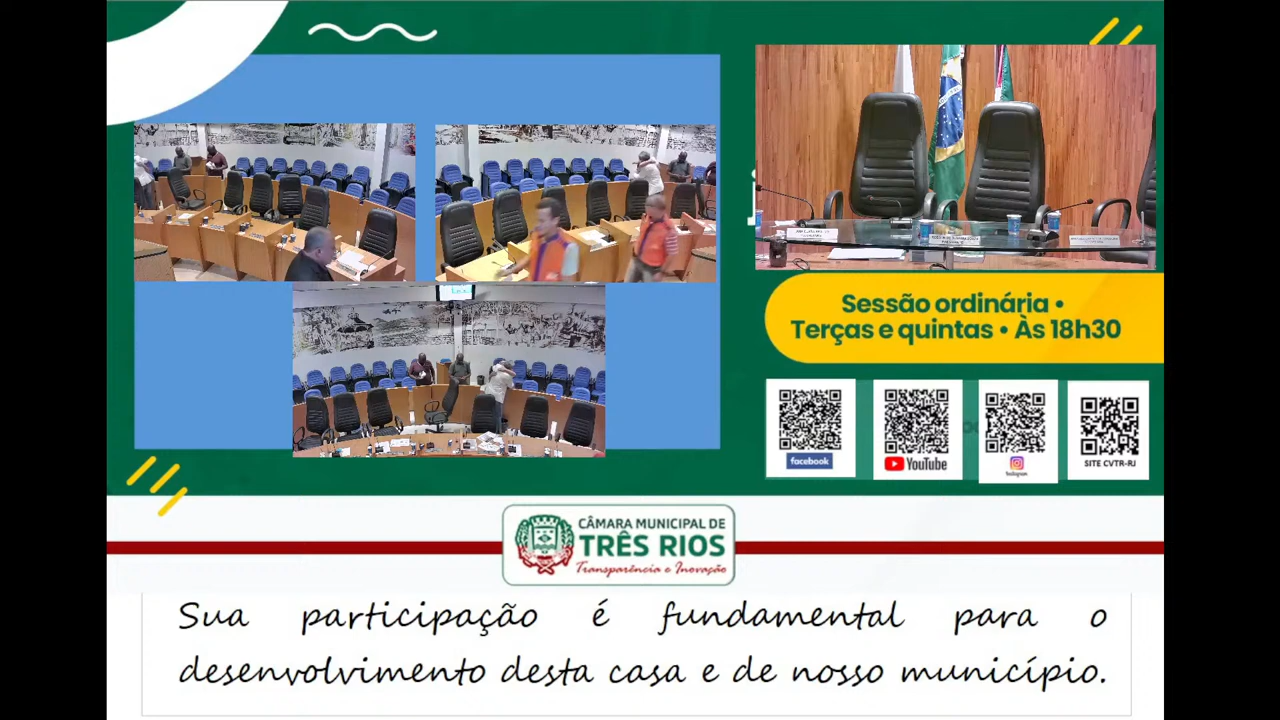 Sessão ordinária •
Terças e quintas • Às 18h30
facebook
YouTube
Instagram
SITE CVTR-RJ
CÂMARA MUNICIPAL DE
TRÊS RIOS
Transparência e Inovação
Sua participação é fundamental para o
desenvolvimento desta casa e de nosso município.